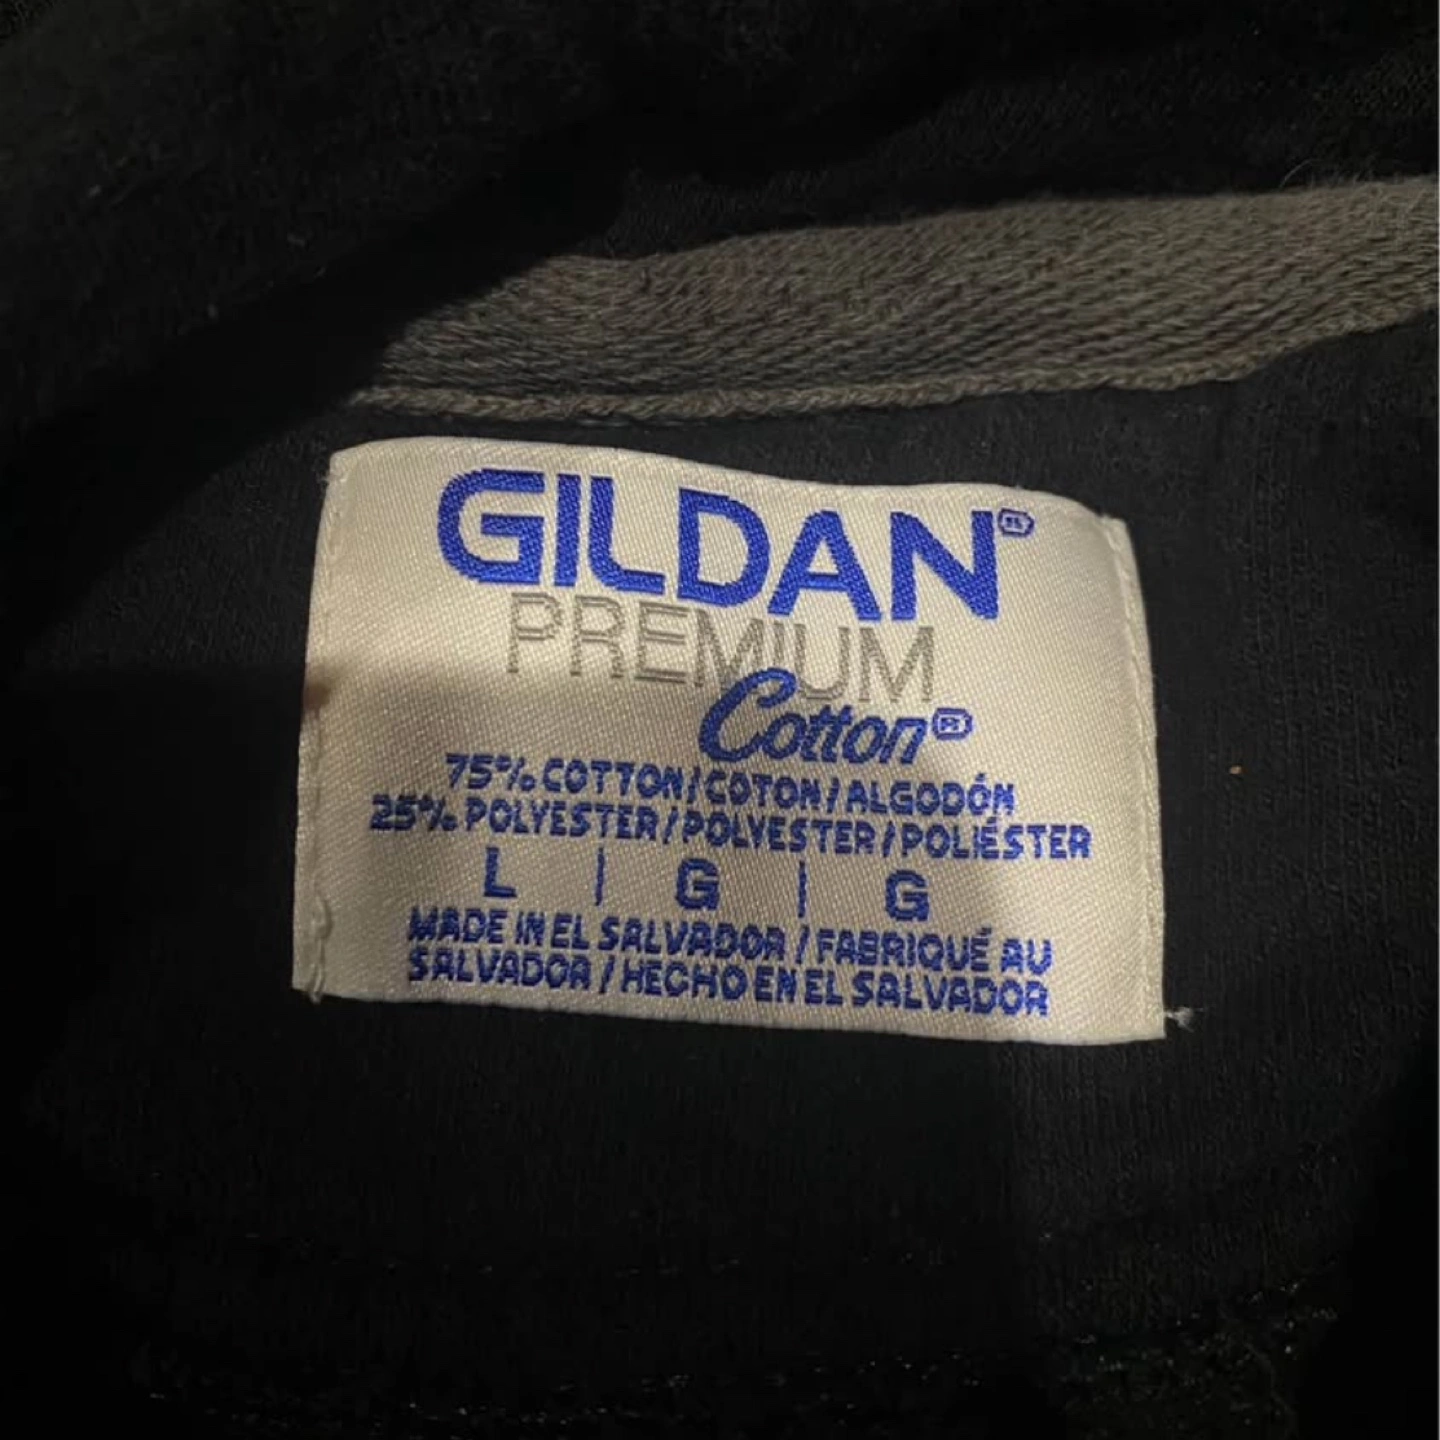 GILDAN®
PREMIUM
Cotton®
75% COTTON/COTON/ALGODÓN
25% POLYESTER/POLYESTER/POLIÉSTER
L | G | G
MADE IN EL SALVADOR / FABRIQUÉ AU
SALVADOR / HECHO EN EL SALVADOR